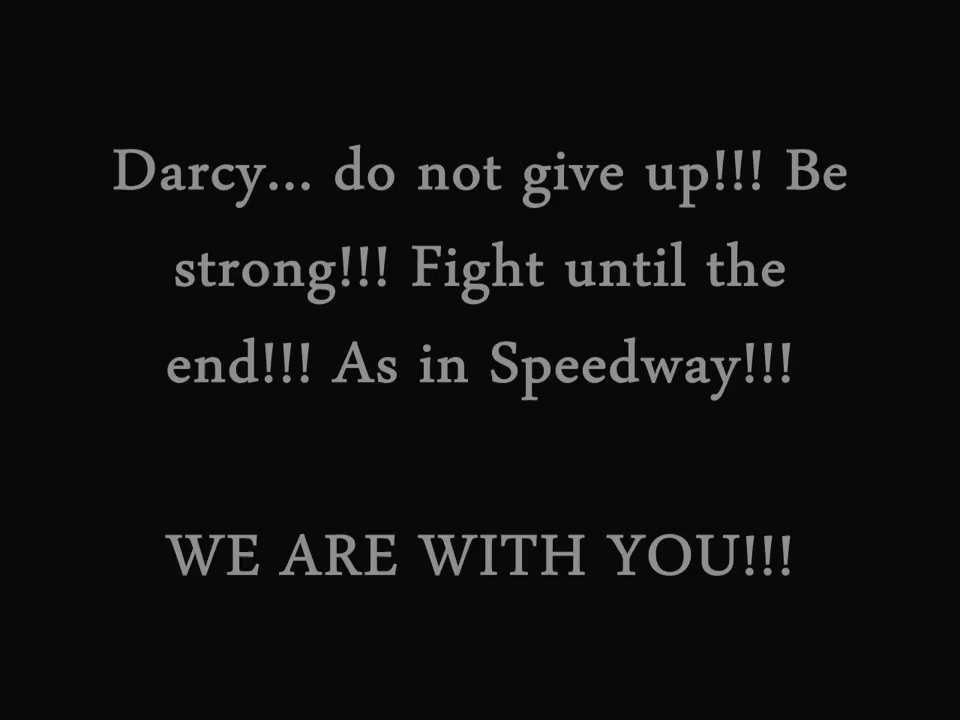 Darcy... do not give up!!! Be
strong!!! Fight until the
end!!! As in Speedway!!!
WE ARE WITH YOU!!!